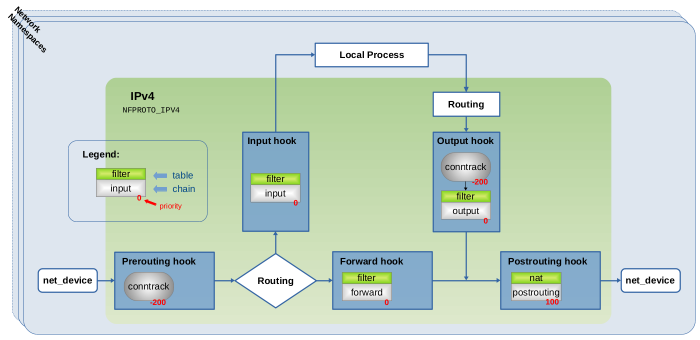 Network
Namespaces
Local Process
IPv4
NFPROTO_IPV4
Routing
Legend:
filter
table
input
chain
0
priority
Input hook
filter
input
0
Output hook
conntrack
-200
filter
output
0
Prerouting hook
conntrack
-200
Routing
Forward hook
filter
forward
0
Postrouting hook
nat
postrouting
100
net_device
net_device